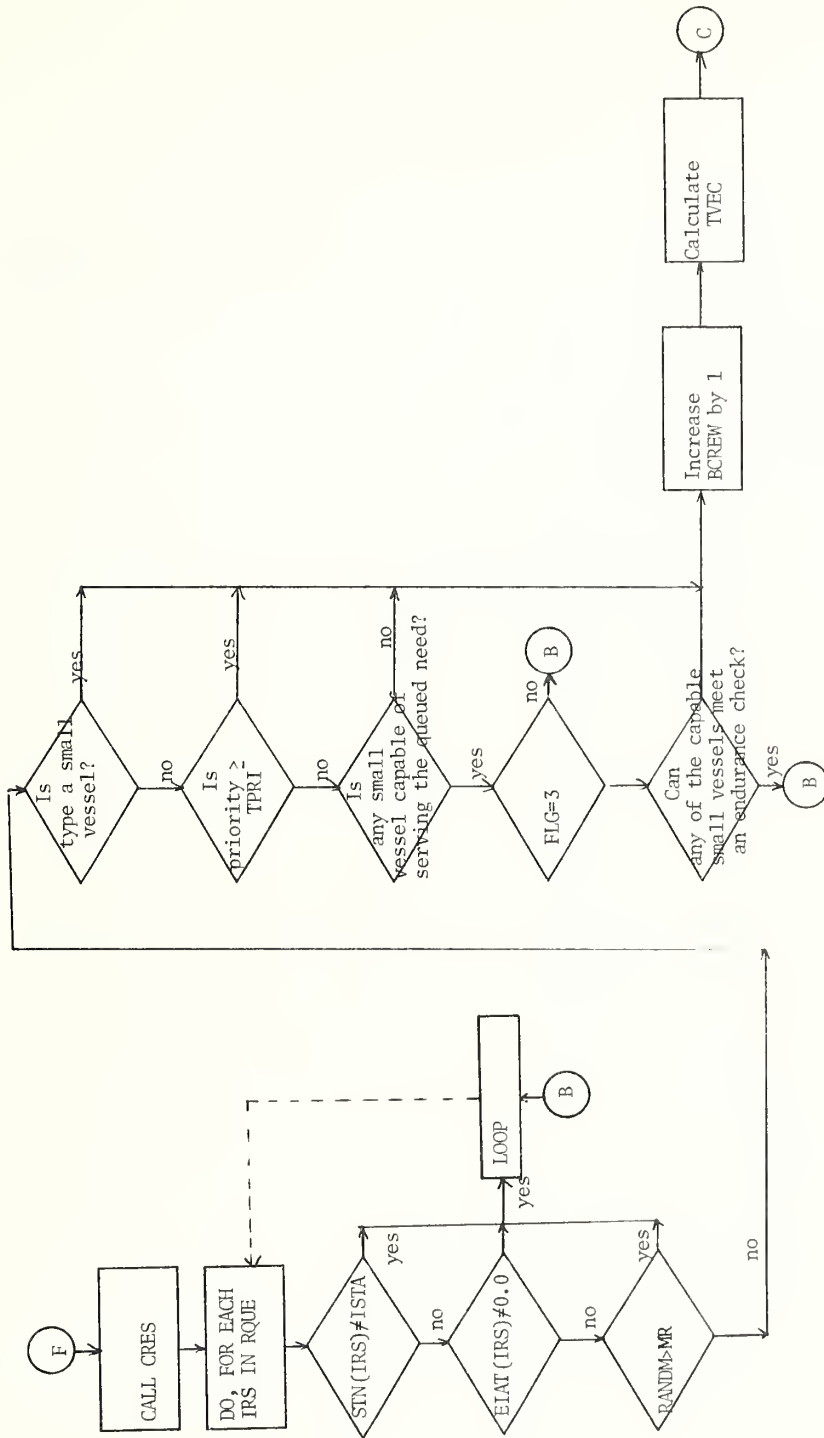 F
CALL CRES
DO, FOR EACH
IRS IN RQUE
STN(IRS)≠ISTA
yes
no
EIAT(IRS)≠0.0
yes
no
RANDM>MR
yes
no
LOOP
B
Is
type a small
vessel?
yes
no
Is
priority ≥
TPRI
yes
no
Is
any small
vessel capable of
serving the queued need?
no
yes
FLG=3
no
B
Can
any of the capable
small vessels meet
an endurance check?
yes
B
Increase
BCREW by 1
Calculate
TVEC
C